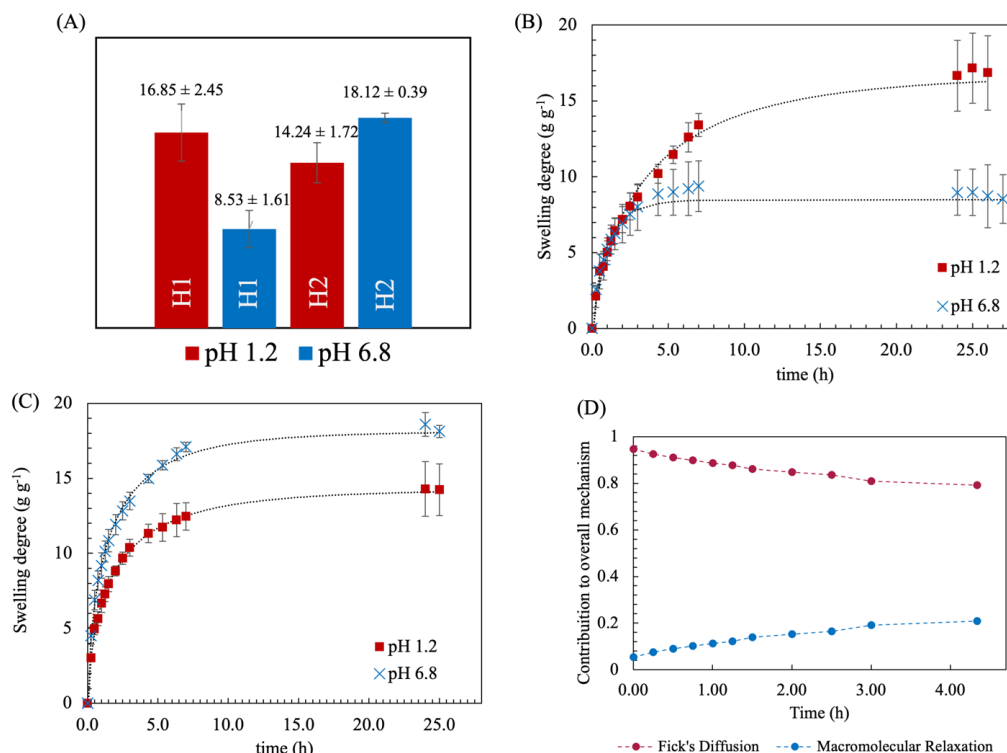 (A)
16.85 ± 2.45
8.53 ± 1.61
14.24 ± 1.72
18.12 ± 0.39
H1
H1
H2
H2
pH 1.2
pH 6.8
(B)
Swelling degree (g g⁻¹)
20
15
10
5
0
0.0 5.0 10.0 15.0 20.0 25.0
time (h)
pH 1.2
pH 6.8
(C)
Swelling degree (g g⁻¹)
20
15
10
5
0
0.0 5.0 10.0 15.0 20.0 25.0
time (h)
pH 1.2
pH 6.8
(D)
Contribuition to overall mechanism
1
0.8
0.6
0.4
0.2
0
0.00 1.00 2.00 3.00 4.00
Time (h)
Fick's Diffusion
Macromolecular Relaxation